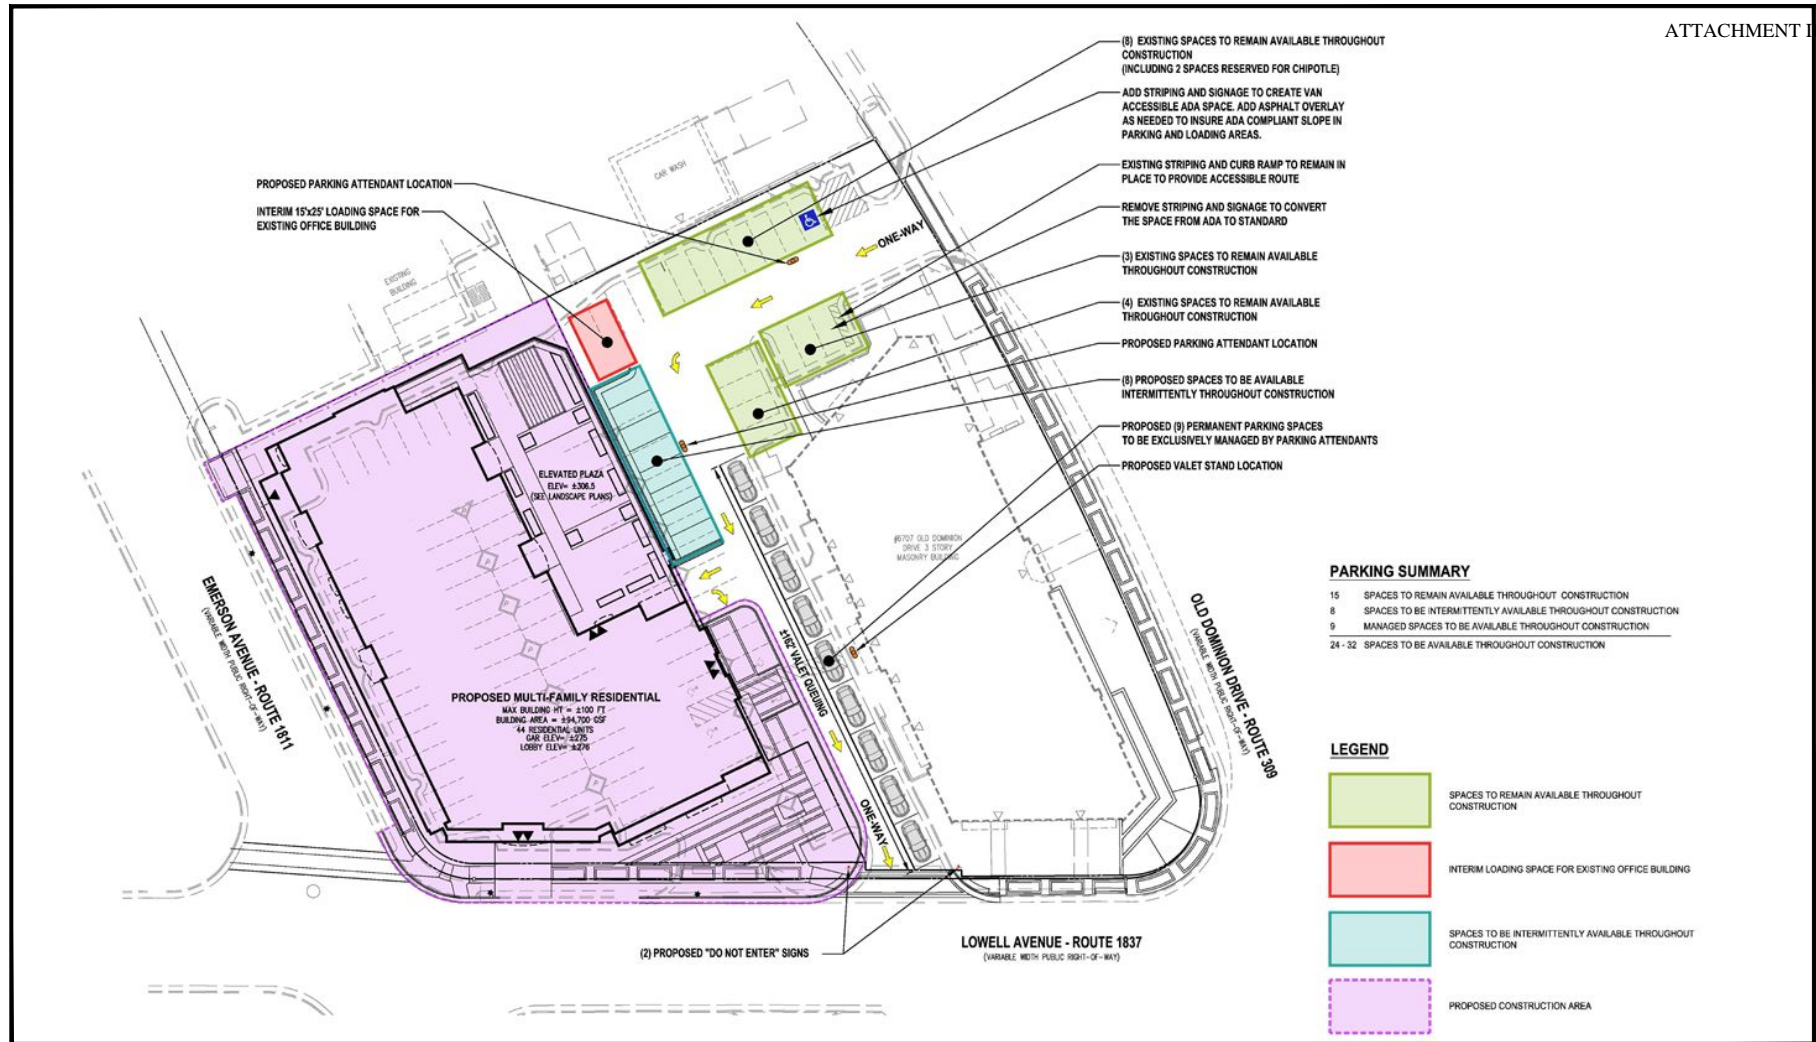 ATTACHMENT I
(8) EXISTING SPACES TO REMAIN AVAILABLE THROUGHOUT
CONSTRUCTION
(INCLUDING 2 SPACES RESERVED FOR CHIPOTLE)
ADD STRIPING AND SIGNAGE TO CREATE VAN
ACCESSIBLE ADA SPACE. ADD ASPHALT OVERLAY
AS NEEDED TO INSURE ADA COMPLIANT SLOPE IN
PARKING AND LOADING AREAS.
EXISTING STRIPING AND CURB RAMP TO REMAIN IN
PLACE TO PROVIDE ACCESSIBLE ROUTE
REMOVE STRIPING AND SIGNAGE TO CONVERT
THE SPACE FROM ADA TO STANDARD
(3) EXISTING SPACES TO REMAIN AVAILABLE
THROUGHOUT CONSTRUCTION
(4) EXISTING SPACES TO REMAIN AVAILABLE
THROUGHOUT CONSTRUCTION
PROPOSED PARKING ATTENDANT LOCATION
(8) PROPOSED SPACES TO BE AVAILABLE
INTERMITTENTLY THROUGHOUT CONSTRUCTION
PROPOSED (9) PERMANENT PARKING SPACES
TO BE EXCLUSIVELY MANAGED BY PARKING ATTENDANTS
PROPOSED VALET STAND LOCATION
PROPOSED PARKING ATTENDANT LOCATION
INTERIM 15'x25' LOADING SPACE FOR
EXISTING OFFICE BUILDING
CAR WASH
EXISTING
BUILDING
ONE-WAY
ELEVATED PLAZA
ELEV= ±306.5
(SEE LANDSCAPE PLANS)
#6707 OLD DOMINION
DRIVE 3 STORY
MASONRY BUILDING
±162' VALET QUEUING
ONE-WAY
EMERSON AVENUE - ROUTE 1811
(VARIABLE WIDTH PUBLIC RIGHT-OF-WAY)
PROPOSED MULTI-FAMILY RESIDENTIAL
MAX BUILDING HT = ±100 FT
BUILDING AREA = ±94,700 GSF
44 RESIDENTIAL UNITS
GAR ELEV= ±275
LOBBY ELEV= ±276
OLD DOMINION DRIVE - ROUTE 309
(VARIABLE WIDTH PUBLIC RIGHT-OF-WAY)
(2) PROPOSED "DO NOT ENTER" SIGNS
LOWELL AVENUE - ROUTE 1837
(VARIABLE WIDTH PUBLIC RIGHT-OF-WAY)
PARKING SUMMARY
15 SPACES TO REMAIN AVAILABLE THROUGHOUT CONSTRUCTION
8 SPACES TO BE INTERMITTENTLY AVAILABLE THROUGHOUT CONSTRUCTION
9 MANAGED SPACES TO BE AVAILABLE THROUGHOUT CONSTRUCTION
24 - 32 SPACES TO BE AVAILABLE THROUGHOUT CONSTRUCTION
LEGEND
SPACES TO REMAIN AVAILABLE THROUGHOUT
CONSTRUCTION
INTERIM LOADING SPACE FOR EXISTING OFFICE BUILDING
SPACES TO BE INTERMITTENTLY AVAILABLE THROUGHOUT
CONSTRUCTION
PROPOSED CONSTRUCTION AREA